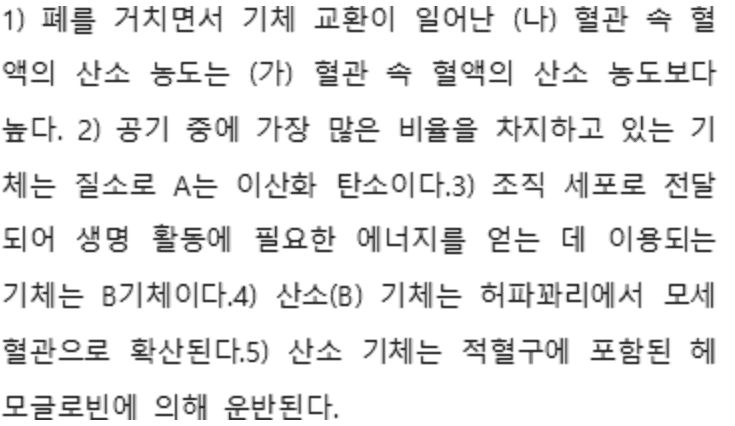 1) 폐를 거치면서 기체 교환이 일어난 (나) 혈관 속 혈
액의 산소 농도는 (가) 혈관 속 혈액의 산소 농도보다
높다. 2) 공기 중에 가장 많은 비율을 차지하고 있는 기
체는 질소로 A는 이산화 탄소이다.3) 조직 세포로 전달
되어 생명 활동에 필요한 에너지를 얻는 데 이용되는
기체는 B기체이다.4) 산소(B) 기체는 허파꽈리에서 모세
혈관으로 확산된다.5) 산소 기체는 적혈구에 포함된 헤
모글로빈에 의해 운반된다.